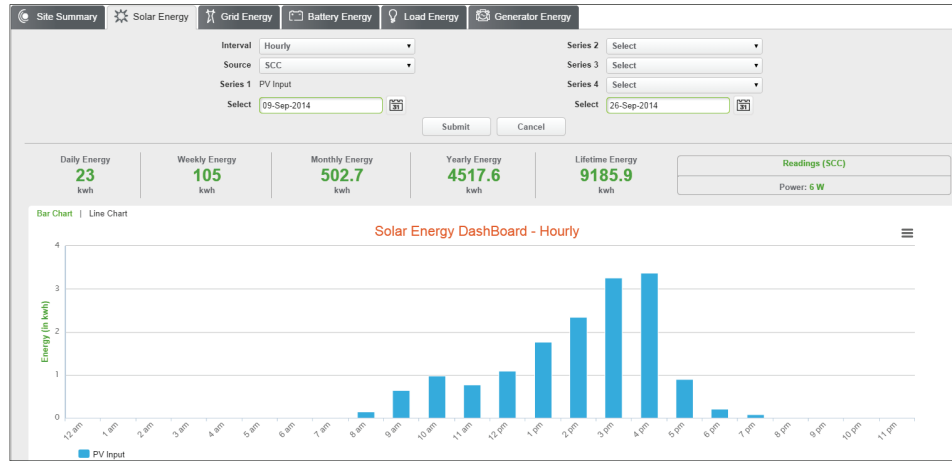 Site Summary Solar Energy Grid Energy Battery Energy Load Energy Generator Energy
Interval Hourly Series 2 Select
Source SCC Series 3 Select
Series 1 PV Input Series 4 Select
Select 09-Sep-2014 31 Select 26-Sep-2014 31
Submit Cancel
Daily Energy Weekly Energy Monthly Energy Yearly Energy Lifetime Energy Readings (SCC)
23 105 502.7 4517.6 9185.9
kwh kwh kwh kwh kwh Power: 6 W
Bar Chart | Line Chart
Solar Energy DashBoard - Hourly
4
3
2
1
0
Energy (in kwh)
12 am 1 am 2 am 3 am 4 am 5 am 6 am 7 am 8 am 9 am 10 am 11 am 12 pm 1 pm 2 pm 3 pm 4 pm 5 pm 6 pm 7 pm 8 pm 9 pm 10 pm 11 pm
PV Input